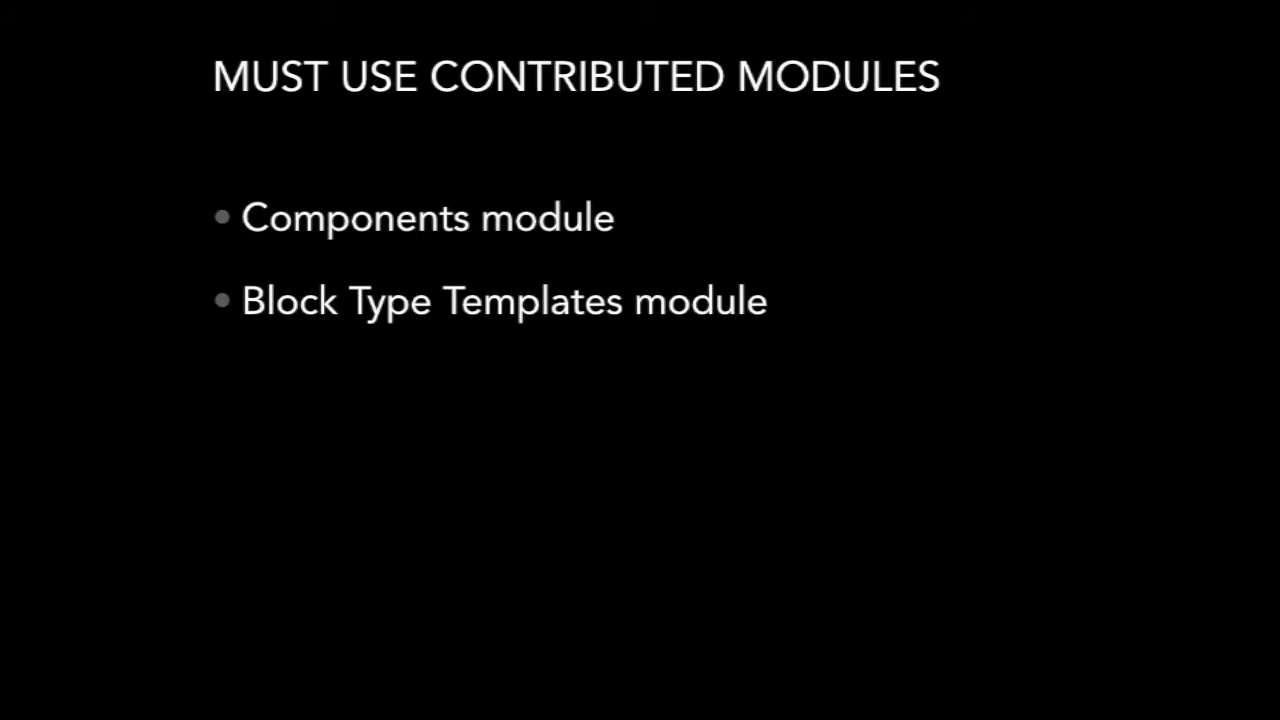 MUST USE CONTRIBUTED MODULES
• Components module
• Block Type Templates module